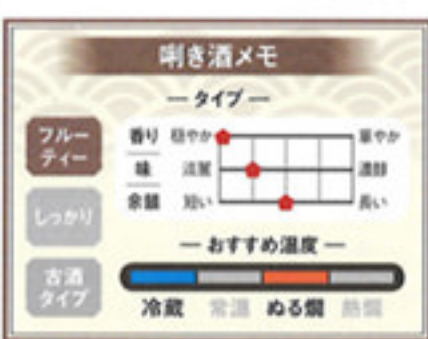 唎き酒メモ
― タイプ ―
フルー
ティー
しっかり
古酒
タイプ
香り 穏やか 華やか
味 淡麗 濃醇
余韻 短い 長い
― おすすめ温度 ―
冷蔵 常温 ぬる燗 熱燗